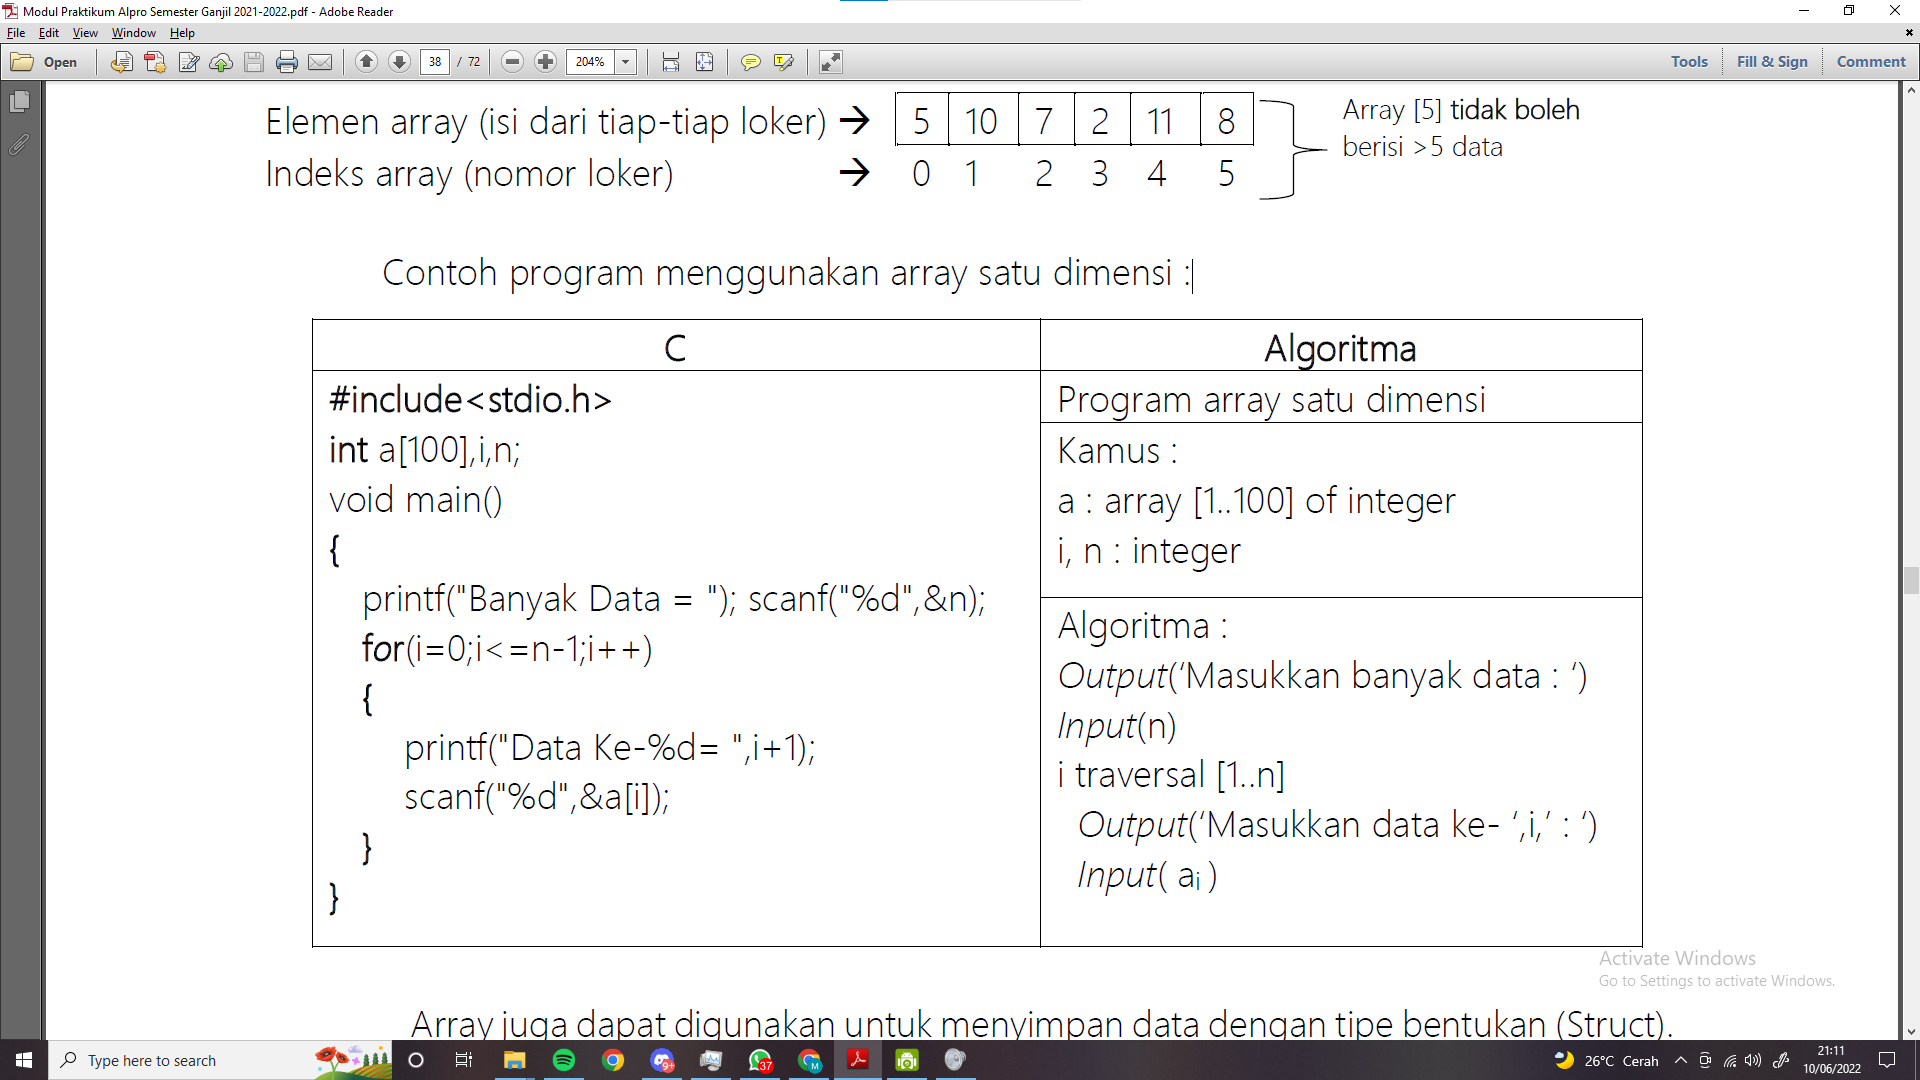 Modul Praktikum Alpro Semester Ganjil 2021-2022.pdf - Adobe Reader
File Edit View Window Help
Open 38 / 72 204% Tools Fill & Sign Comment
Elemen array (isi dari tiap-tiap loker) → 5 10 7 2 11 8
Indeks array (nomor loker) → 0 1 2 3 4 5
Array [5] tidak boleh
berisi >5 data
Contoh program menggunakan array satu dimensi :
C
#include<stdio.h>
int a[100],i,n;
void main()
{
printf("Banyak Data = "); scanf("%d",&n);
for(i=0;i<=n-1;i++)
{
printf("Data Ke-%d= ",i+1);
scanf("%d",&a[i]);
}
}
Algoritma
Program array satu dimensi
Kamus :
a : array [1..100] of integer
i, n : integer
Algoritma :
Output(‘Masukkan banyak data : ‘)
Input(n)
i traversal [1..n]
Output(‘Masukkan data ke- ‘,i,’ : ‘)
Input( aᵢ )
Activate Windows
Go to Settings to activate Windows.
Array juga dapat digunakan untuk menyimpan data dengan tipe bentukan (Struct).
Type here to search
9+
37
M
26°C Cerah
21:11
10/06/2022